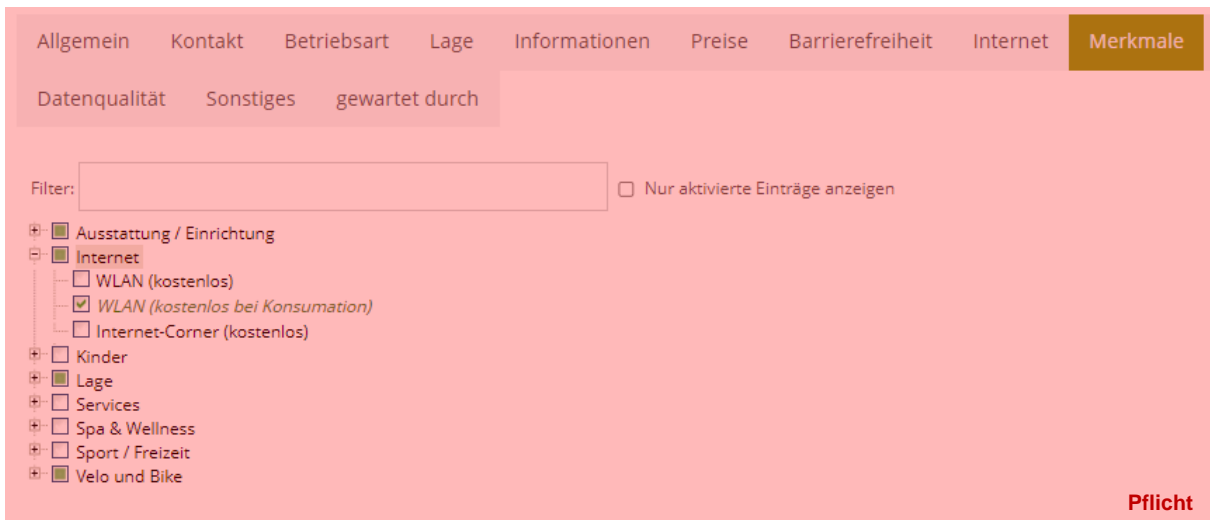 Allgemein Kontakt Betriebsart Lage Informationen Preise Barrierefreiheit Internet Merkmale
Datenqualität Sonstiges gewartet durch
Filter: Nur aktivierte Einträge anzeigen
Ausstattung / Einrichtung
Internet
WLAN (kostenlos)
WLAN (kostenlos bei Konsumation)
Internet-Corner (kostenlos)
Kinder
Lage
Services
Spa & Wellness
Sport / Freizeit
Velo und Bike
Pflicht